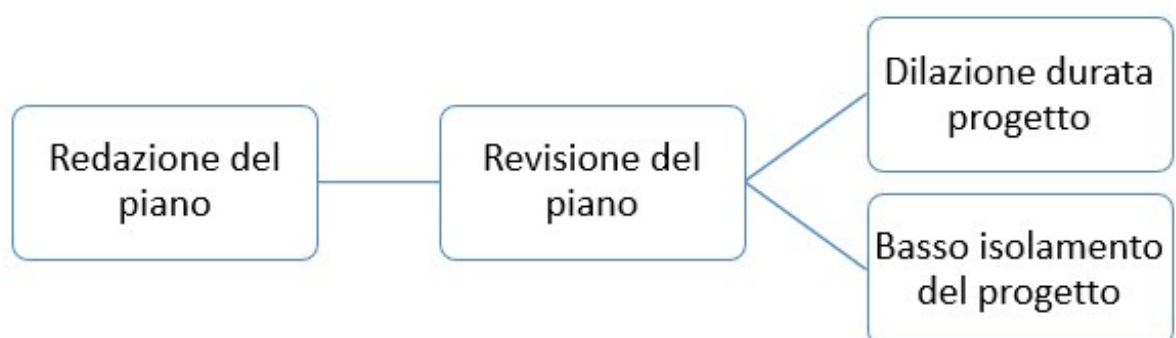 Redazione del
piano
Revisione del
piano
Dilazione durata
progetto
Basso isolamento
del progetto